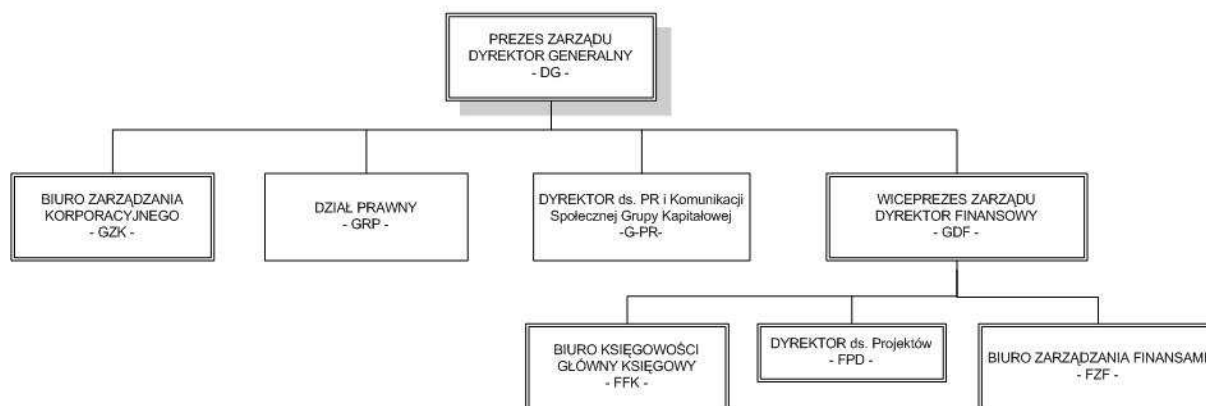 PREZES ZARZĄDU
DYREKTOR GENERALNY
- DG -
BIURO ZARZĄDZANIA
KORPORACYJNEGO
- GZK -
DZIAŁ PRAWNY
- GRP -
DYREKTOR ds. PR i Komunikacji
Społecznej Grupy Kapitałowej
-G-PR-
WICEPREZES ZARZĄDU
DYREKTOR FINANSOWY
- GDF -
BIURO KSIĘGOWOŚCI
GŁÓWNY KSIĘGOWY
- FFK -
DYREKTOR ds. Projektów
- FPD -
BIURO ZARZĄDZANIA FINANSAMI
- FZF -